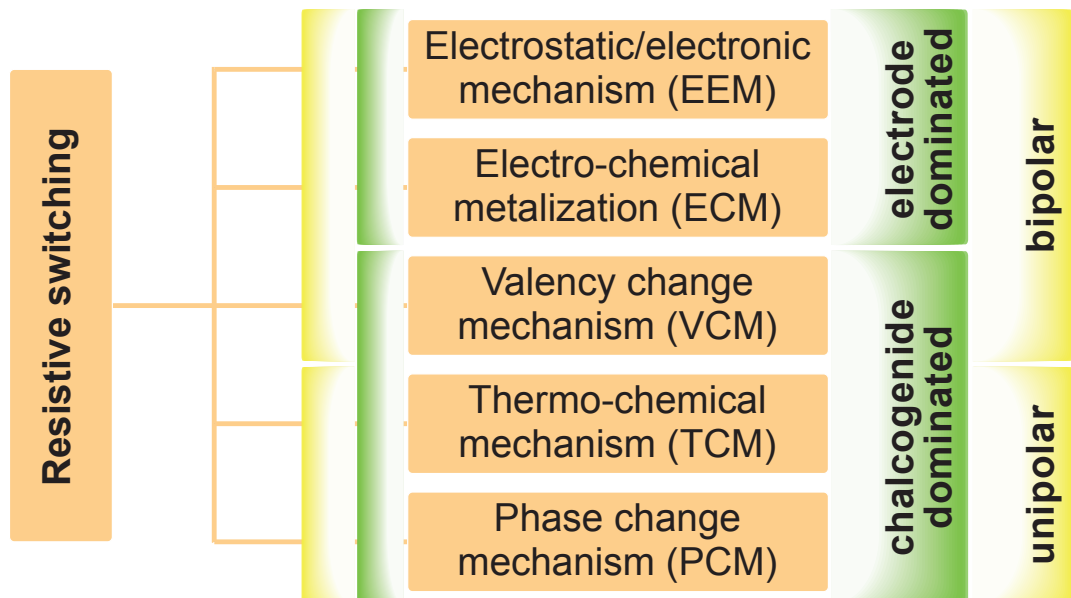 Resistive switching
Electrostatic/electronic
mechanism (EEM)
Electro-chemical
metalization (ECM)
Valency change
mechanism (VCM)
Thermo-chemical
mechanism (TCM)
Phase change
mechanism (PCM)
electrode
dominated
chalcogenide
dominated
bipolar
unipolar